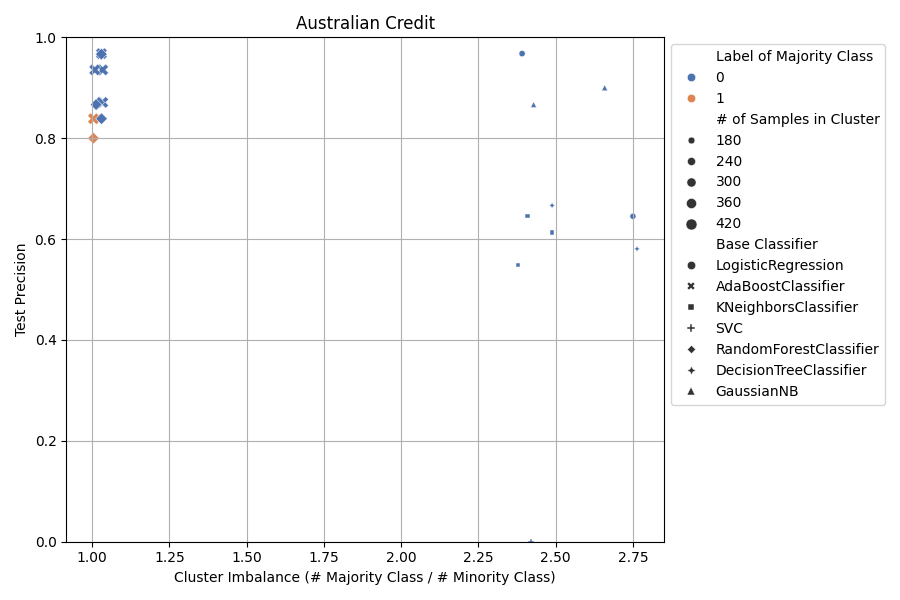 Australian Credit
Test Precision
1.0
0.8
0.6
0.4
0.2
0.0
1.00 1.25 1.50 1.75 2.00 2.25 2.50 2.75
Cluster Imbalance (# Majority Class / # Minority Class)
Label of Majority Class
0
1
# of Samples in Cluster
180
240
300
360
420
Base Classifier
LogisticRegression
AdaBoostClassifier
KNeighborsClassifier
SVC
RandomForestClassifier
DecisionTreeClassifier
GaussianNB